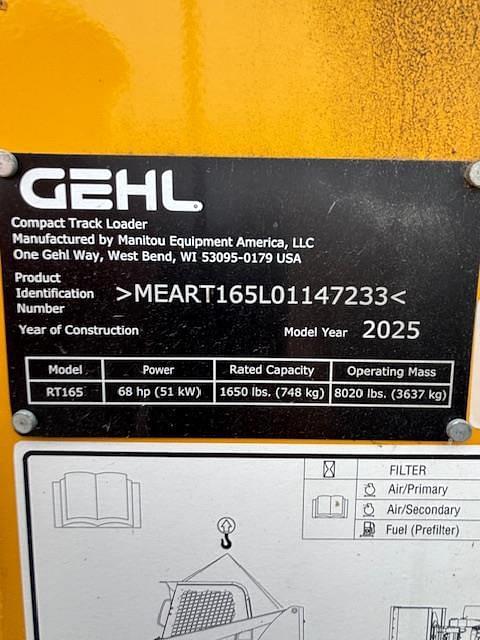 GEHL
Compact Track Loader
Manufactured by Manitou Equipment America, LLC
One Gehl Way, West Bend, WI 53095-0179 USA
Product
Identification
Number
>MEART165L01147233<
Year of Construction
Model Year 2025
Model Power Rated Capacity Operating Mass
RT165 68 hp (51 kW) 1650 lbs. (748 kg) 8020 lbs. (3637 kg)
FILTER
Air/Primary
Air/Secondary
Fuel (Prefilter)